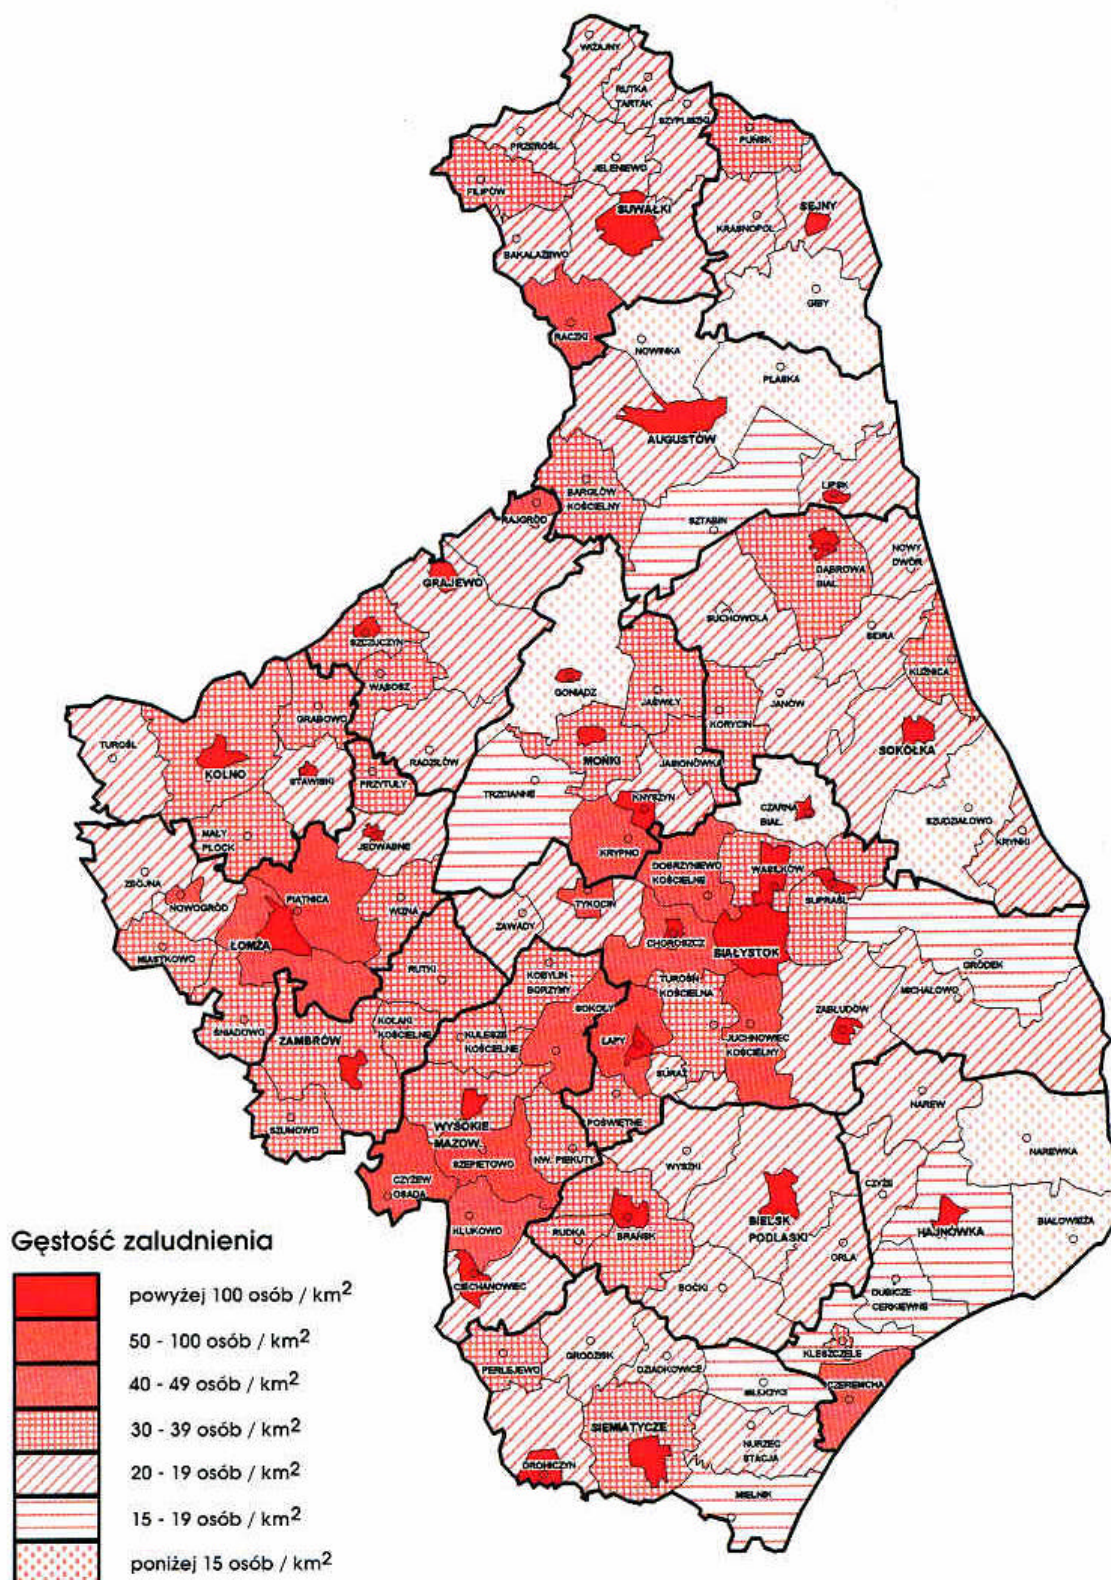 WIŻAJNY
RUTKA
TARTAK
SZYPLISZKI
PUŃSK
PRZEROŚL
JELENIEWO
FILIPÓW
SUWAŁKI
SEJNY
KRASNOPOL
BAKAŁAŻEWO
GIBY
RACZKI
NOWINKA
PŁASKA
AUGUSTÓW
LIPSK
BARGŁÓW
KOŚCIELNY
RAJGRÓD
SZTABIN
NOWY
DWÓR
DĄBROWA
BIAŁ.
GRAJEWO
SUCHOWOLA
SZCZUCZYN
KUŹNICA
WĄSOSZ
GONIĄDZ
JAŚWIŁY
JANÓW
KORYCIN
GRABOWO
TUROŚL
SOKÓŁKA
RADZIŁÓW
MOŃKI
JASIONÓWKA
KOLNO
STAWISKI
PRZYTUŁY
TRZCIANNE
KNYSZYN
CZARNA
BIAŁ.
SZUDZIAŁOWO
KRYNKI
MAŁY
PŁOCK
JEDWABNE
KRYPNO
DOBRZYNIEWO
KOŚCIELNE
WASILKÓW
ZBÓJNA
NOWOGRÓD
PIĄTNICA
WIZNA
TYKOCIN
SUPRAŚL
ZAWADY
ŁOMŻA
CHOROSZCZ
BIAŁYSTOK
MIASTKOWO
GRÓDEK
RUTKI
KOBYLIN
BORZYMY
TUROŚŃ
KOŚCIELNA
MICHAŁOWO
SOKOŁY
ZABŁUDÓW
ŚNIADOWO
KOŁAKI
KOŚCIELNE
ZAMBRÓW
KULESZE
KOŚCIELNE
ŁAPY
JUCHNOWIEC
KOŚCIELNY
SURAŻ
NAREW
SZUMOWO
WYSOKIE
MAZOW.
POŚWIĘTNE
NAREWKA
SZEPIETOWO
NW. PIEKUTY
WYSZKI
CZYŻEW
OSADA
CZYŻE
BIAŁOWIEŻA
KLUKOWO
RUDKA
BRAŃSK
BIELSK
PODLASKI
HAJNÓWKA
ORLA
CIECHANOWIEC
BOĆKI
DUBICZE
CERKIEWNE
PERLEJEWO
GRODZISK
DZIADKOWICE
KLESZCZELE
CZEREMCHA
SIEMIATYCZE
NURZEC
STACJA
DROHICZYN
MIELNIK
Gęstość zaludnienia
powyżej 100 osób / km²
50 - 100 osób / km²
40 - 49 osób / km²
30 - 39 osób / km²
20 - 19 osób / km²
15 - 19 osób / km²
poniżej 15 osób / km²